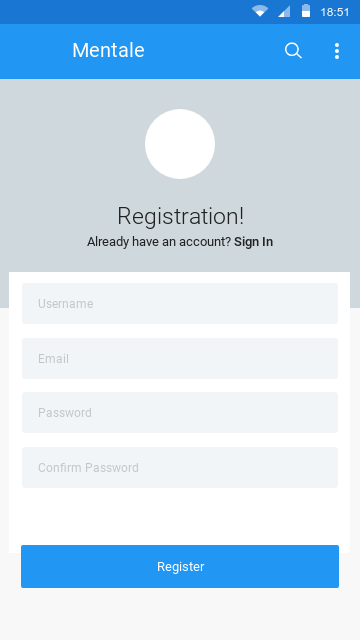 18:51
Mentale
Registration!
Already have an account? Sign In
Username
Email
Password
Confirm Password
Register